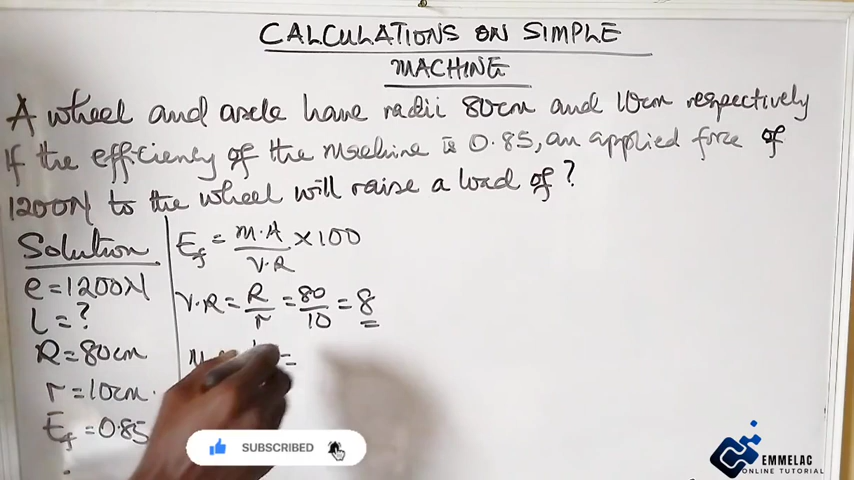 CALCULATIONS ON SIMPLE
MACHINE
A wheel and axle have radii 80cm and 10cm respectively
If the efficiency of the machine is 0.85, an applied force of
1200N to the wheel will raise a load of?
Solution
e = 1200N
L = ?
R = 80cm
r = 10cm.
Ef = 0.85
Ef = M.A / V.R × 100
V.R = R/r = 80/10 = 8
=
SUBSCRIBED
EMMELAC
ONLINE TUTORIAL